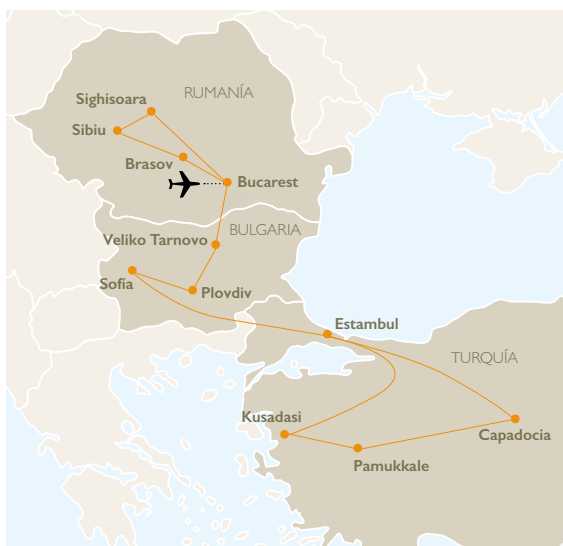 RUMANÍA
Sighisoara
Sibiu
Brasov
Bucarest
BULGARIA
Veliko Tarnovo
Sofía
Plovdiv
Estambul
TURQUÍA
Kusadasi
Capadocia
Pamukkale